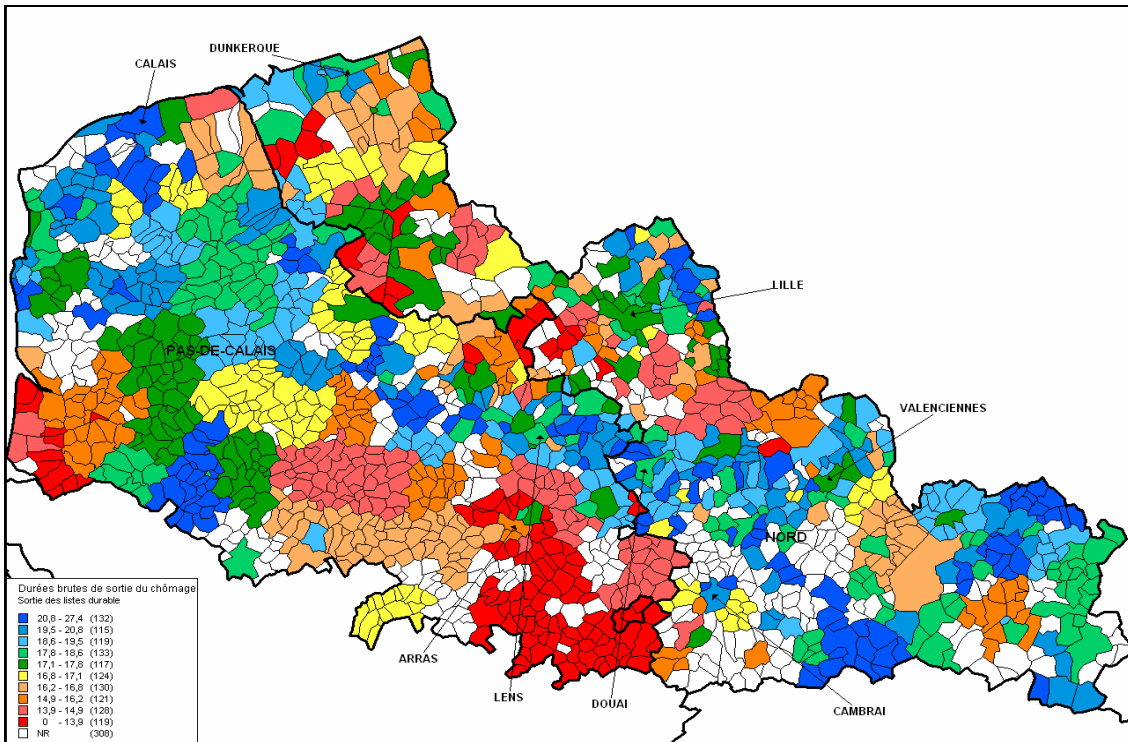 DUNKERQUE
CALAIS
LILLE
PAS-DE-CALAIS
VALENCIENNES
NORD
ARRAS
LENS
DOUAI
CAMBRAI
Durées brutes de sortie du chômage
Sortie des listes durable
20,8 - 27,4 (132)
19,5 - 20,8 (115)
18,6 - 19,5 (119)
17,8 - 18,6 (133)
17,1 - 17,8 (117)
16,8 - 17,1 (124)
16,2 - 16,8 (130)
14,9 - 16,2 (121)
13,9 - 14,9 (128)
0 - 13,9 (119)
NR (308)